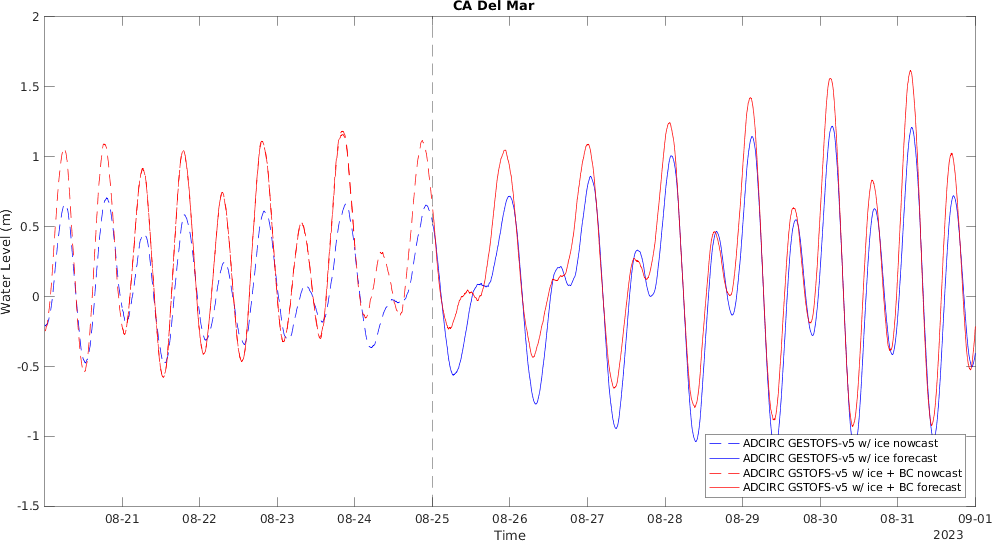 CA Del Mar
2
1.5
1
0.5
0
-0.5
-1
-1.5
Water Level (m)
ADCIRC GESTOFS-v5 w/ ice nowcast
ADCIRC GESTOFS-v5 w/ ice forecast
ADCIRC GSTOFS-v5 w/ ice + BC nowcast
ADCIRC GSTOFS-v5 w/ ice + BC forecast
08-21 08-22 08-23 08-24 08-25 08-26 08-27 08-28 08-29 08-30 08-31 09-01
Time
2023